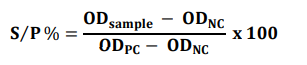 S/P % = OD_sample − OD_NC / OD_PC − OD_NC x 100